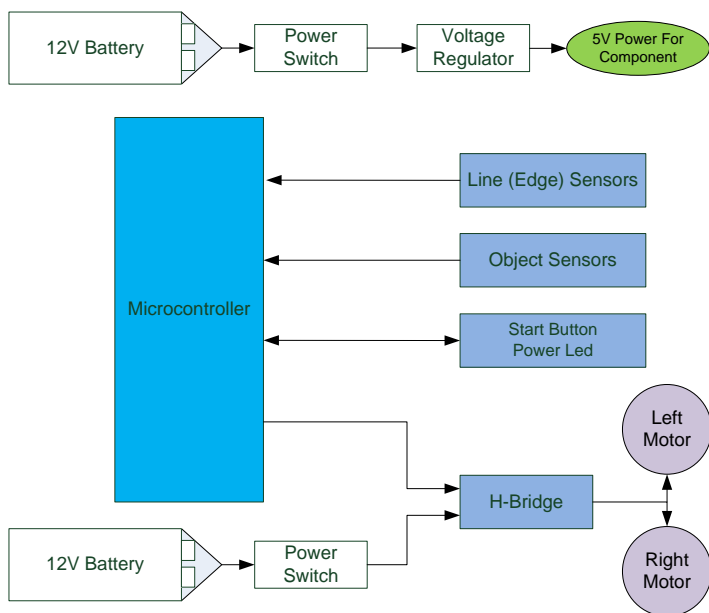 12V Battery
Power
Switch
Voltage
Regulator
5V Power For
Component
Line (Edge) Sensors
Object Sensors
Microcontroller
Start Button
Power Led
Left
Motor
H-Bridge
12V Battery
Power
Switch
Right
Motor